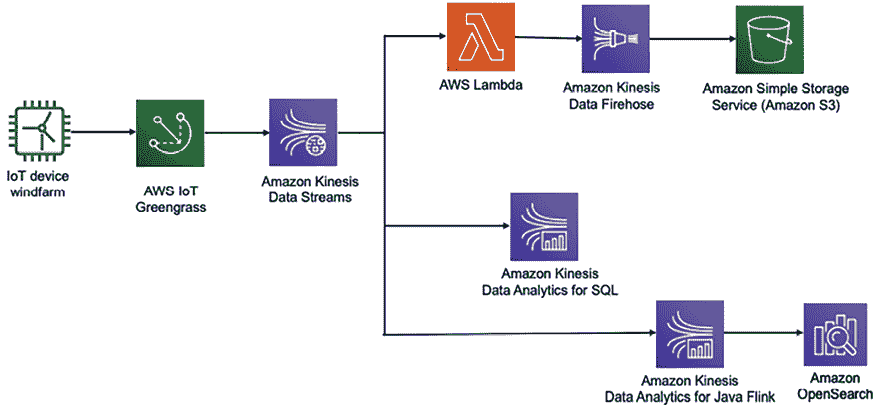 AWS Lambda
Amazon Kinesis
Data Firehose
Amazon Simple Storage
Service (Amazon S3)
IoT device
windfarm
AWS IoT
Greengrass
Amazon Kinesis
Data Streams
Amazon Kinesis
Data Analytics for SQL
Amazon Kinesis
Data Analytics for Java Flink
Amazon
OpenSearch